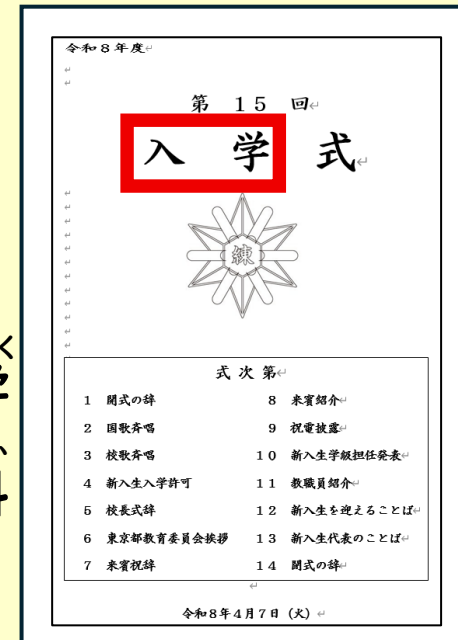 令和8年度
第 15 回
入 学 式
練
式 次 第
1 開式の辞
2 国歌斉唱
3 校歌斉唱
4 新入生入学許可
5 校長式辞
6 東京都教育委員会挨拶
7 来賓祝辞
8 来賓紹介
9 祝電披露
10 新入生学級担任発表
11 教職員紹介
12 新入生を迎えることば
13 新入生代表のことば
14 閉式の辞
令和8年4月7日（火）